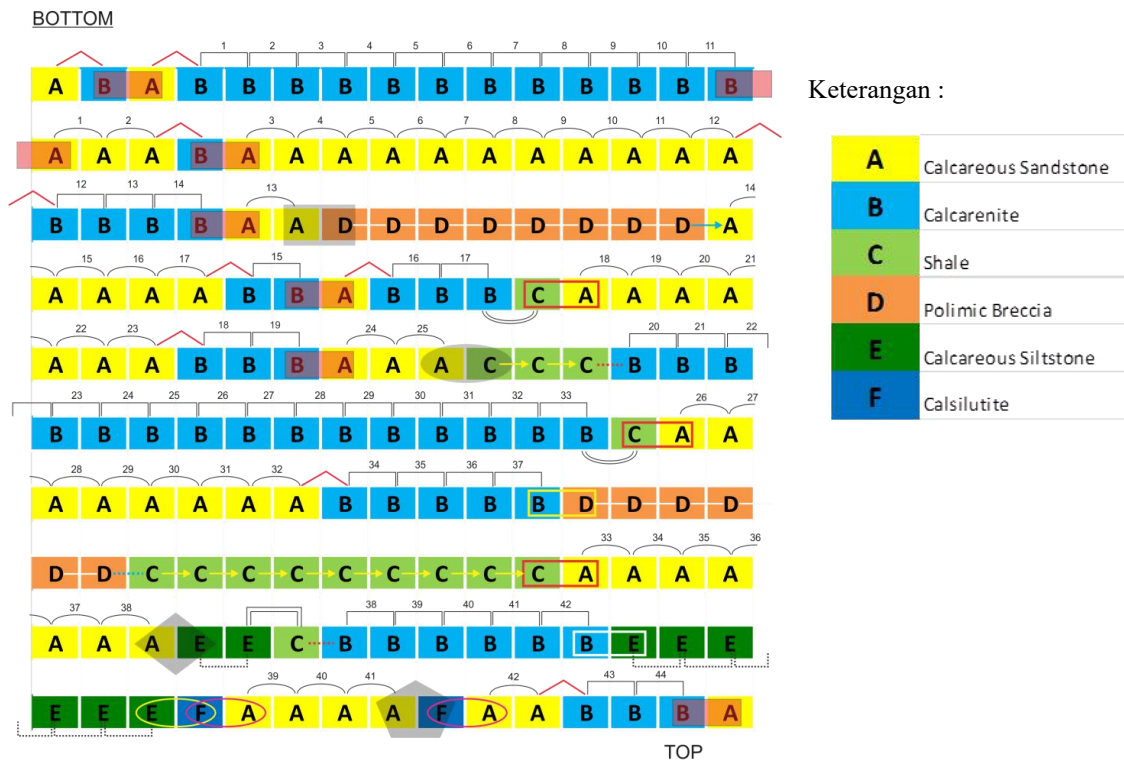 BOTTOM
1 2 3 4 5 6 7 8 9 10 11
A B A B B B B B B B B B B B B
1 2 3 4 5 6 7 8 9 10 11 12
A A A B A A A A A A A A A A A
12 13 14 13 14
B B B B A A D D D D D D D D A
15 16 17 15 16 17 18 19 20 21
A A A A B B A B B B C A A A A
22 23 18 19 24 25 20 21 22
A A A B B B A A A C C C B B B
23 24 25 26 27 28 29 30 31 32 33 26 27
B B B B B B B B B B B B C A A
28 29 30 31 32 34 35 36 37
A A A A A A B B B B B D D D D
33 34 35 36
D D C C C C C C C C C A A A A
37 38 38 39 40 41 42
A A A E E C B B B B B B E E E
39 40 41 42 43 44
E E E F A A A A F A A B B B A
TOP
Keterangan :
A Calcareous Sandstone
B Calcarenite
C Shale
D Polimic Breccia
E Calcareous Siltstone
F Calsilutite